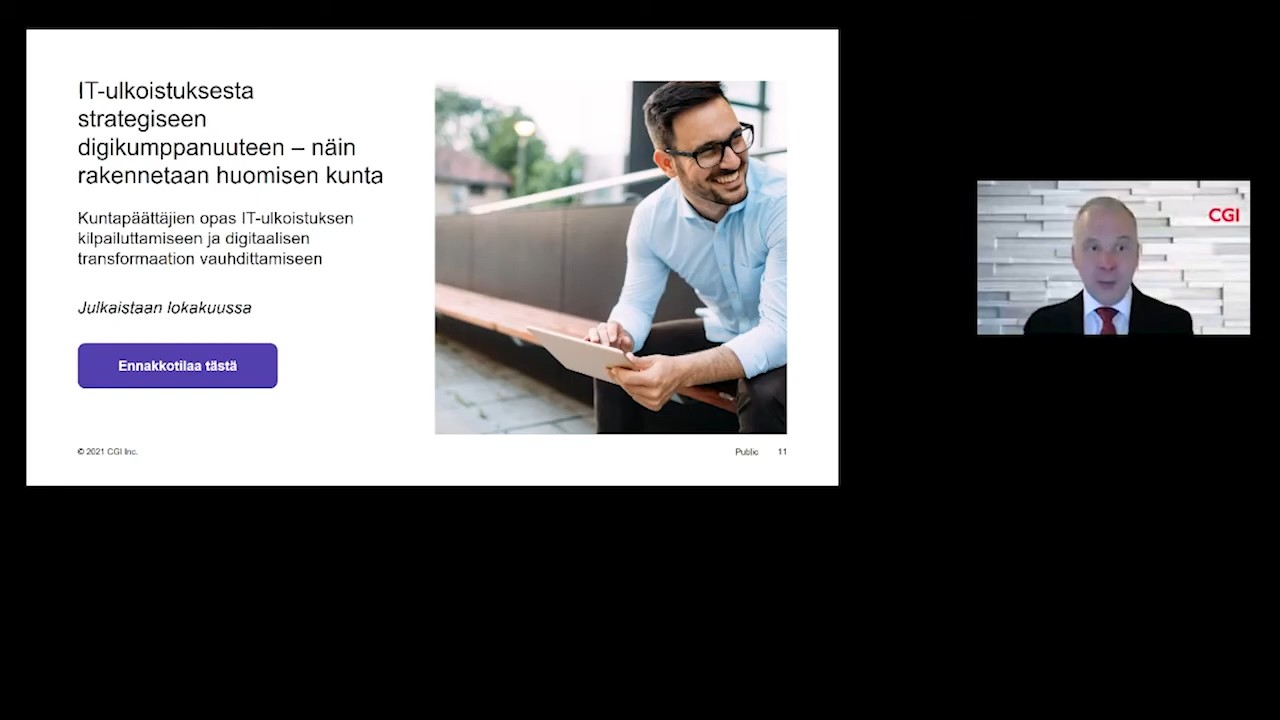 IT-ulkoistuksesta
strategiseen
digikumppanuuteen – näin
rakennetaan huomisen kunta
Kuntapäättäjien opas IT-ulkoistuksen
kilpailuttamiseen ja digitaalisen
transformaation vauhdittamiseen
Julkaistaan lokakuussa
Ennakkotilaa tästä
© 2021 CGI Inc.
Public 11
CGI